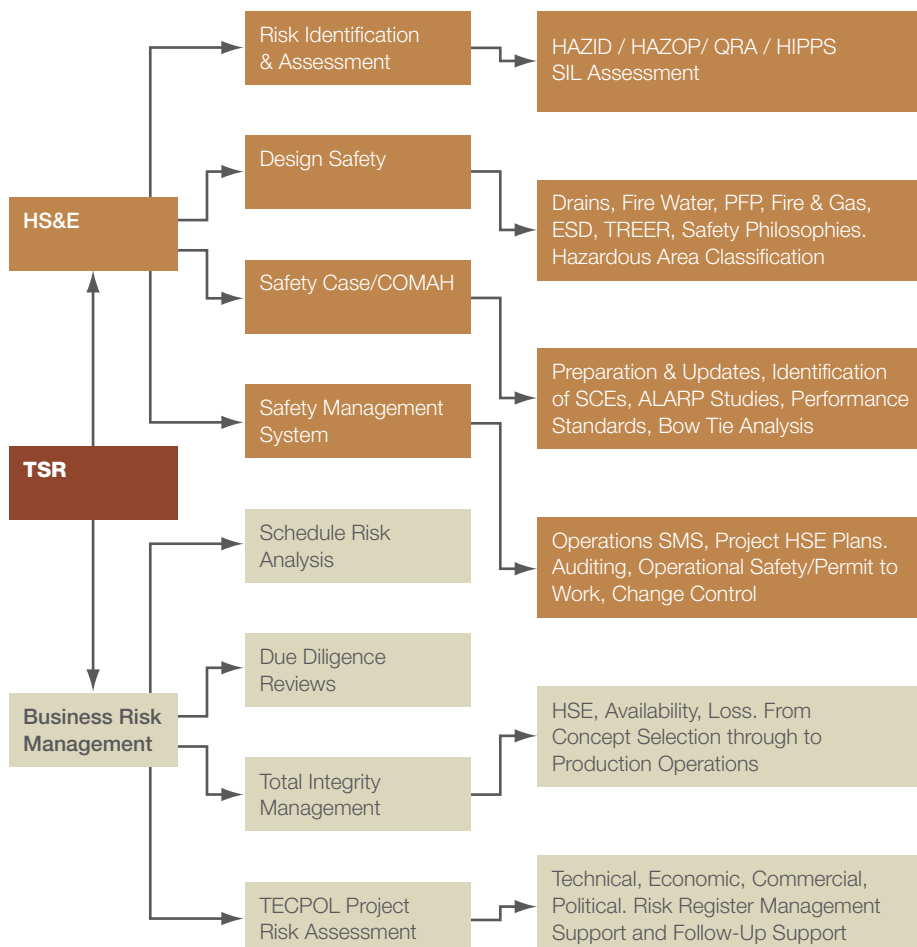 Risk Identification
& Assessment
HAZID / HAZOP/ QRA / HIPPS
SIL Assessment
Design Safety
Drains, Fire Water, PFP, Fire & Gas,
ESD, TREER, Safety Philosophies.
Hazardous Area Classification
HS&E
Safety Case/COMAH
Preparation & Updates, Identification
of SCEs, ALARP Studies, Performance
Standards, Bow Tie Analysis
Safety Management
System
Operations SMS, Project HSE Plans.
Auditing, Operational Safety/Permit to
Work, Change Control
TSR
Schedule Risk
Analysis
Due Diligence
Reviews
Business Risk
Management
Total Integrity
Management
HSE, Availability, Loss. From
Concept Selection through to
Production Operations
TECPOL Project
Risk Assessment
Technical, Economic, Commercial,
Political. Risk Register Management
Support and Follow-Up Support